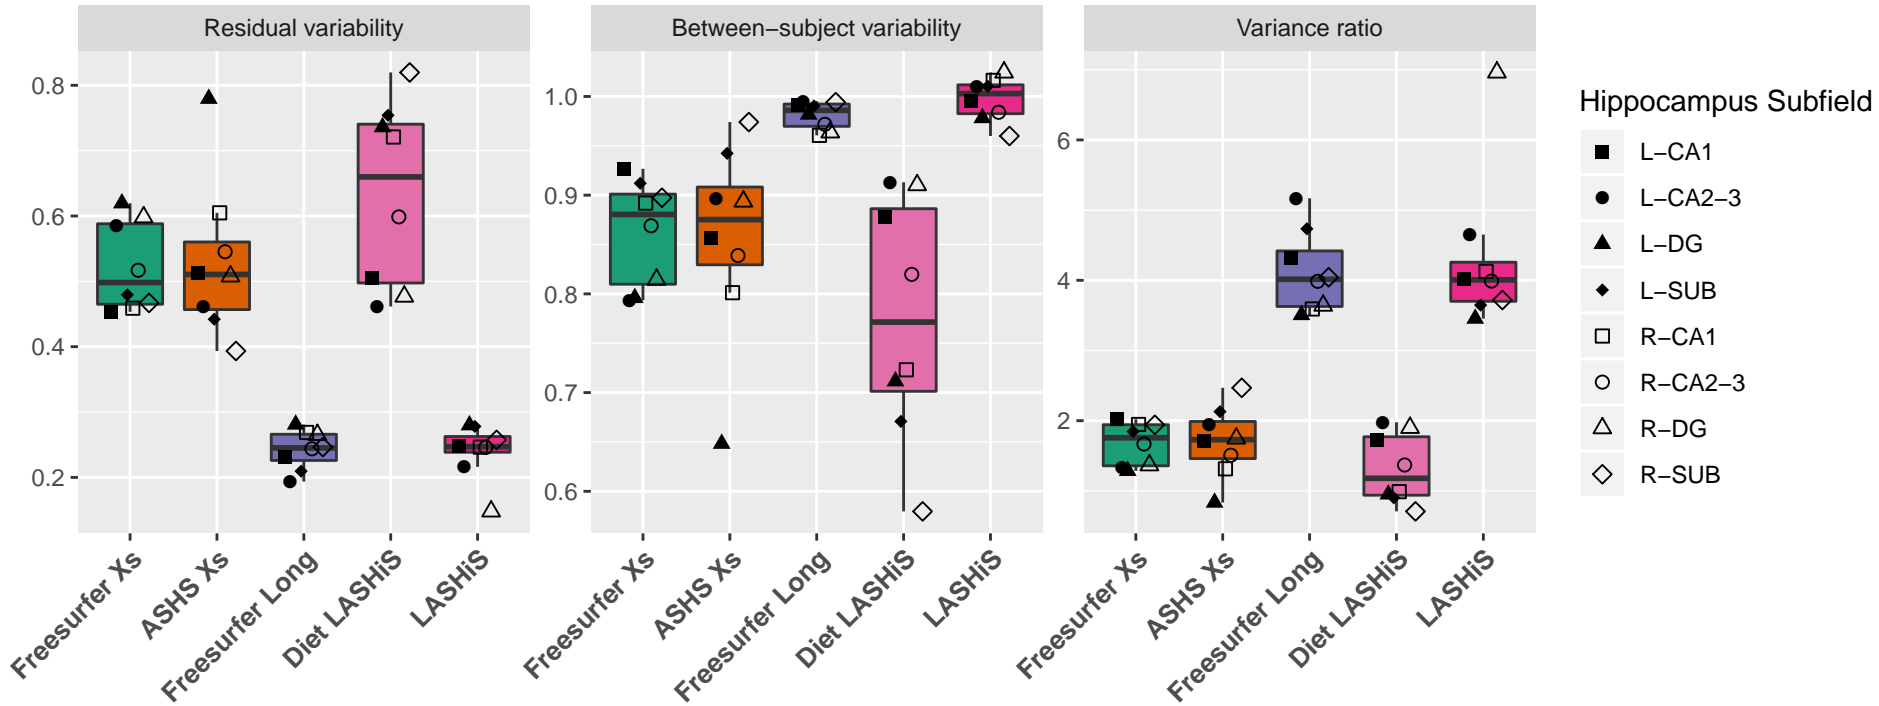 Residual variability
Between−subject variability
Variance ratio
0.8
0.6
0.4
0.2
1.0
0.9
0.8
0.7
0.6
6
4
2
Freesurfer Xs
ASHS Xs
Freesurfer Long
Diet LASHiS
LASHiS
Freesurfer Xs
ASHS Xs
Freesurfer Long
Diet LASHiS
LASHiS
Freesurfer Xs
ASHS Xs
Freesurfer Long
Diet LASHiS
LASHiS
Hippocampus Subfield
L−CA1
L−CA2−3
L−DG
L−SUB
R−CA1
R−CA2−3
R−DG
R−SUB